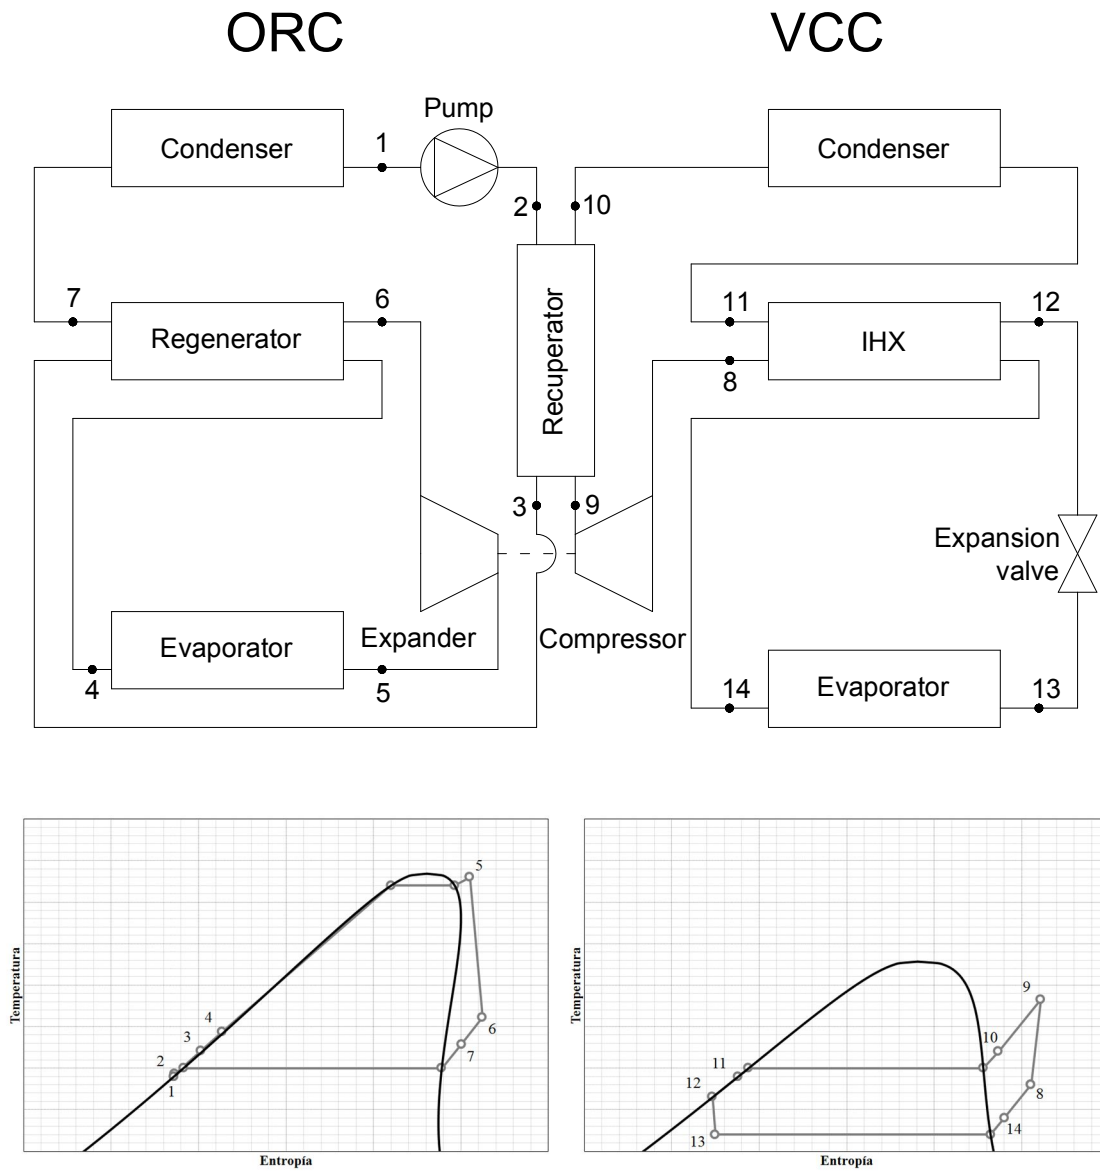 ORC
VCC
Pump
Condenser
1
Condenser
2
10
7
6
11
12
Regenerator
Recuperator
IHX
8
3
9
Expansion
valve
Expander
Compressor
Evaporator
4
5
Evaporator
14
13
Temperatura
5
4
3
2
1
6
7
Entropía
Temperatura
9
10
11
12
8
14
13
Entropía